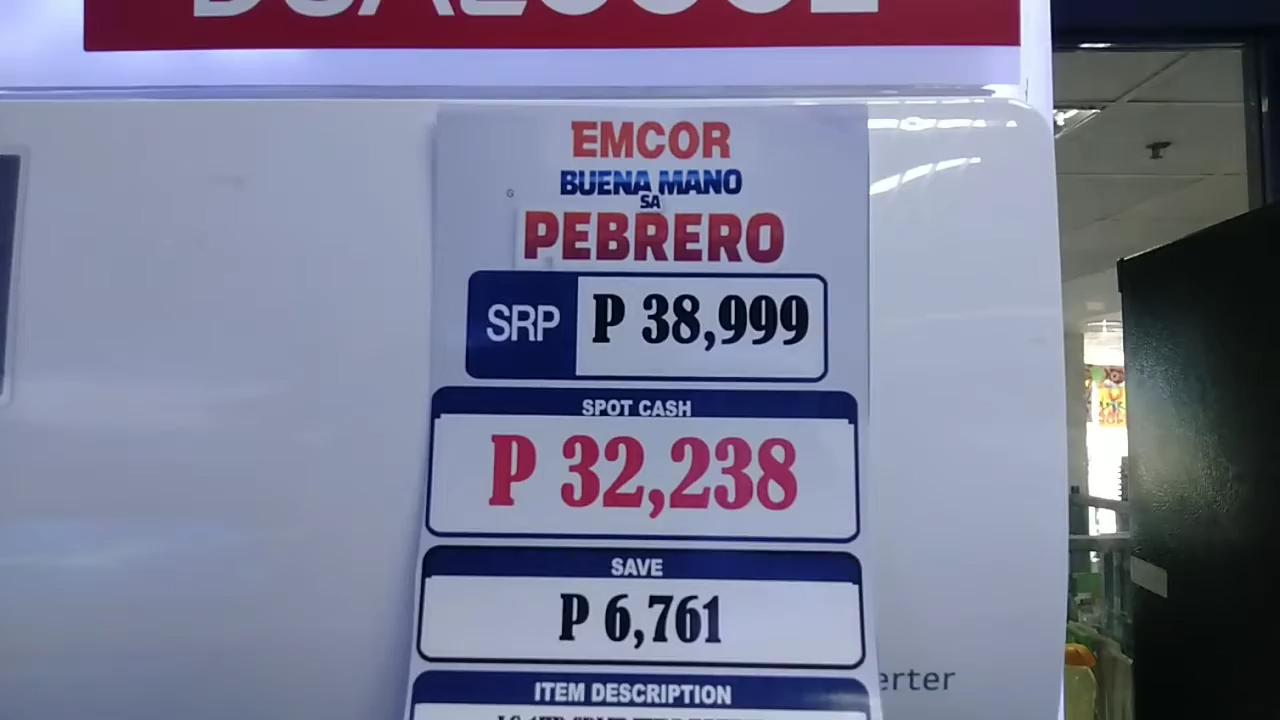 EMCOR
BUENA MANO
SA
PEBRERO
SRP P 38,999
SPOT CASH
P 32,238
SAVE
P 6,761
ITEM DESCRIPTION
erter